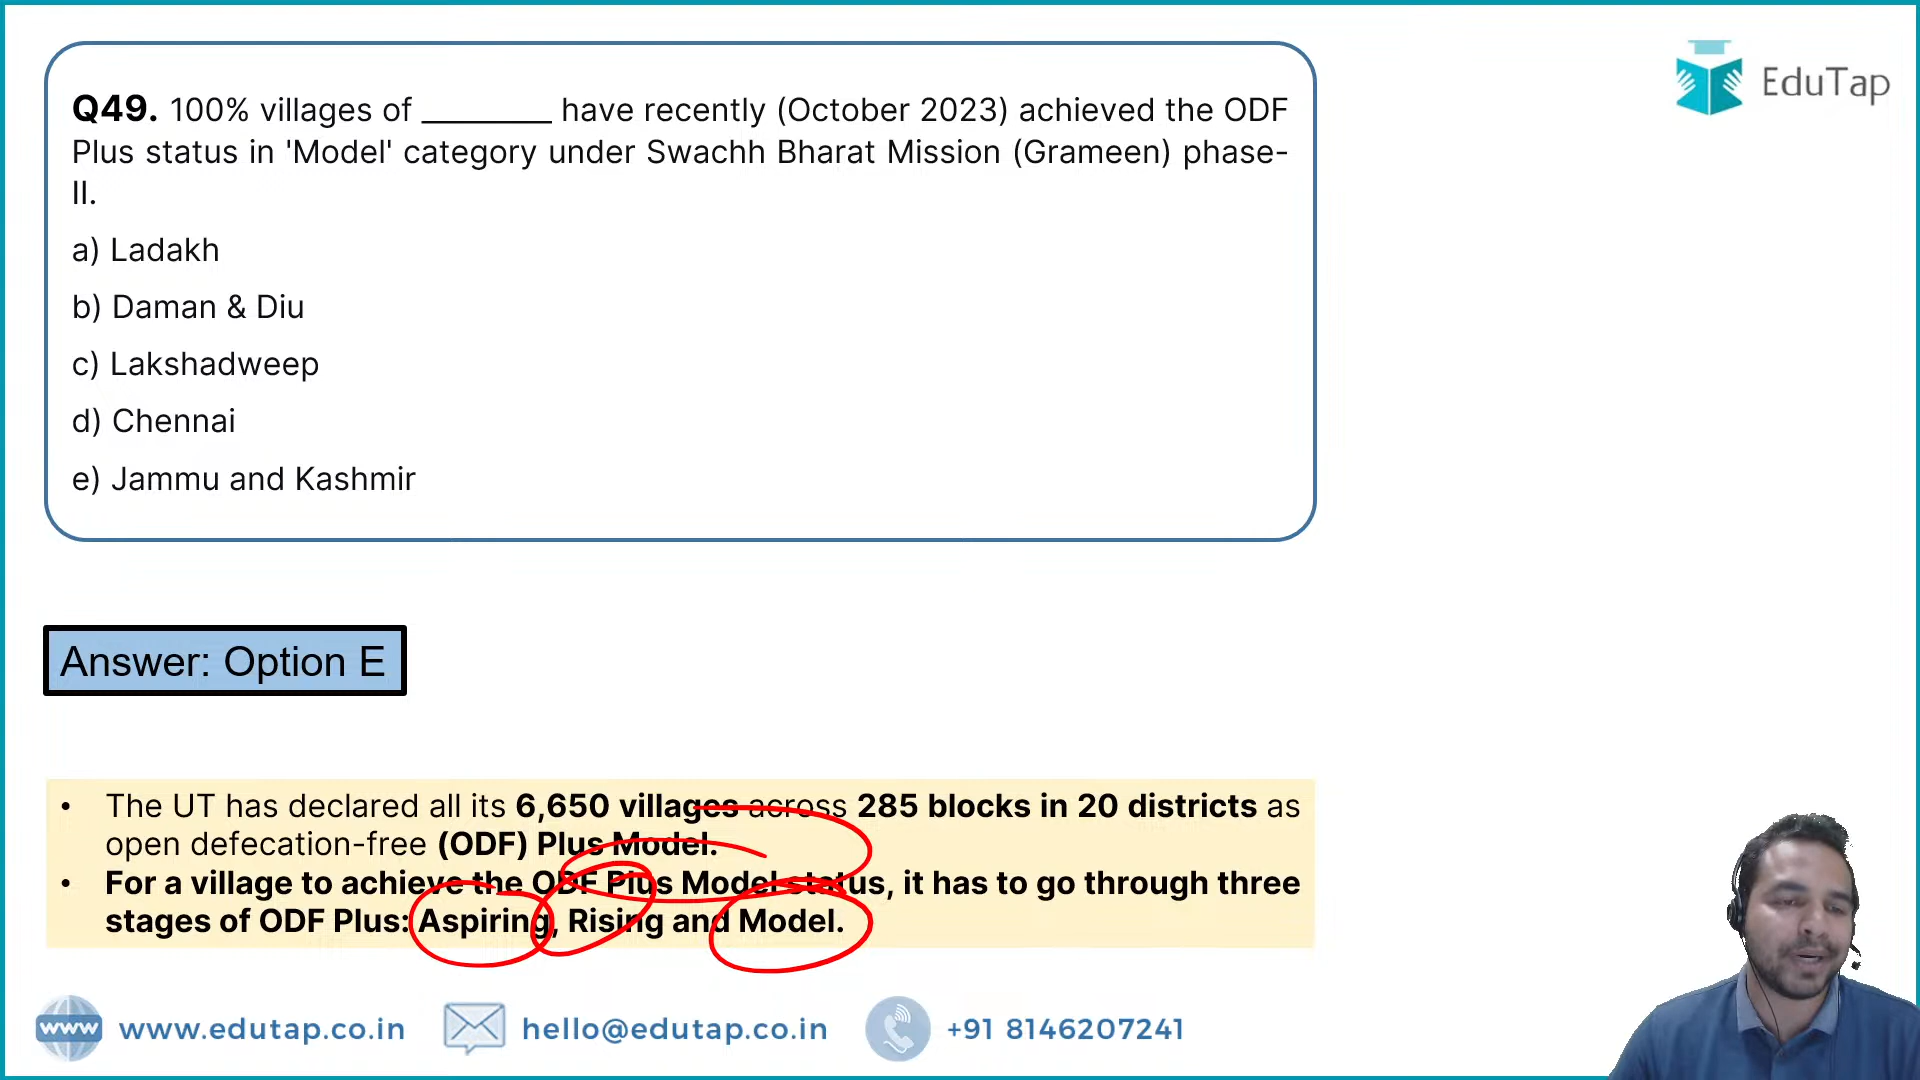 EduTap
Q49. 100% villages of ________ have recently (October 2023) achieved the ODF
Plus status in 'Model' category under Swachh Bharat Mission (Grameen) phase-
II.
a) Ladakh
b) Daman & Diu
c) Lakshadweep
d) Chennai
e) Jammu and Kashmir
Answer: Option E
• The UT has declared all its 6,650 villages across 285 blocks in 20 districts as
open defecation-free (ODF) Plus Model.
• For a village to achieve the ODF Plus Model status, it has to go through three
stages of ODF Plus: Aspiring, Rising and Model.
www www.edutap.co.in hello@edutap.co.in +91 8146207241